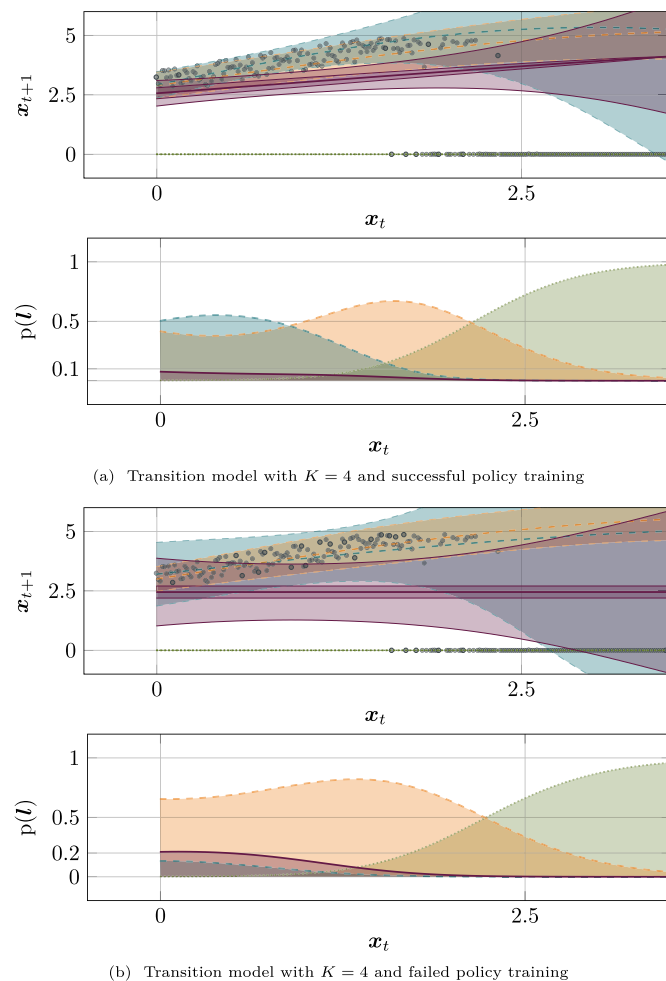 5
2.5
0
x_{t+1}
0
2.5
x_t
1
0.5
0.1
p(l)
0
2.5
x_t
(a) Transition model with K = 4 and successful policy training
5
2.5
0
x_{t+1}
0
2.5
x_t
1
0.5
0.2
0
p(l)
0
2.5
x_t
(b) Transition model with K = 4 and failed policy training